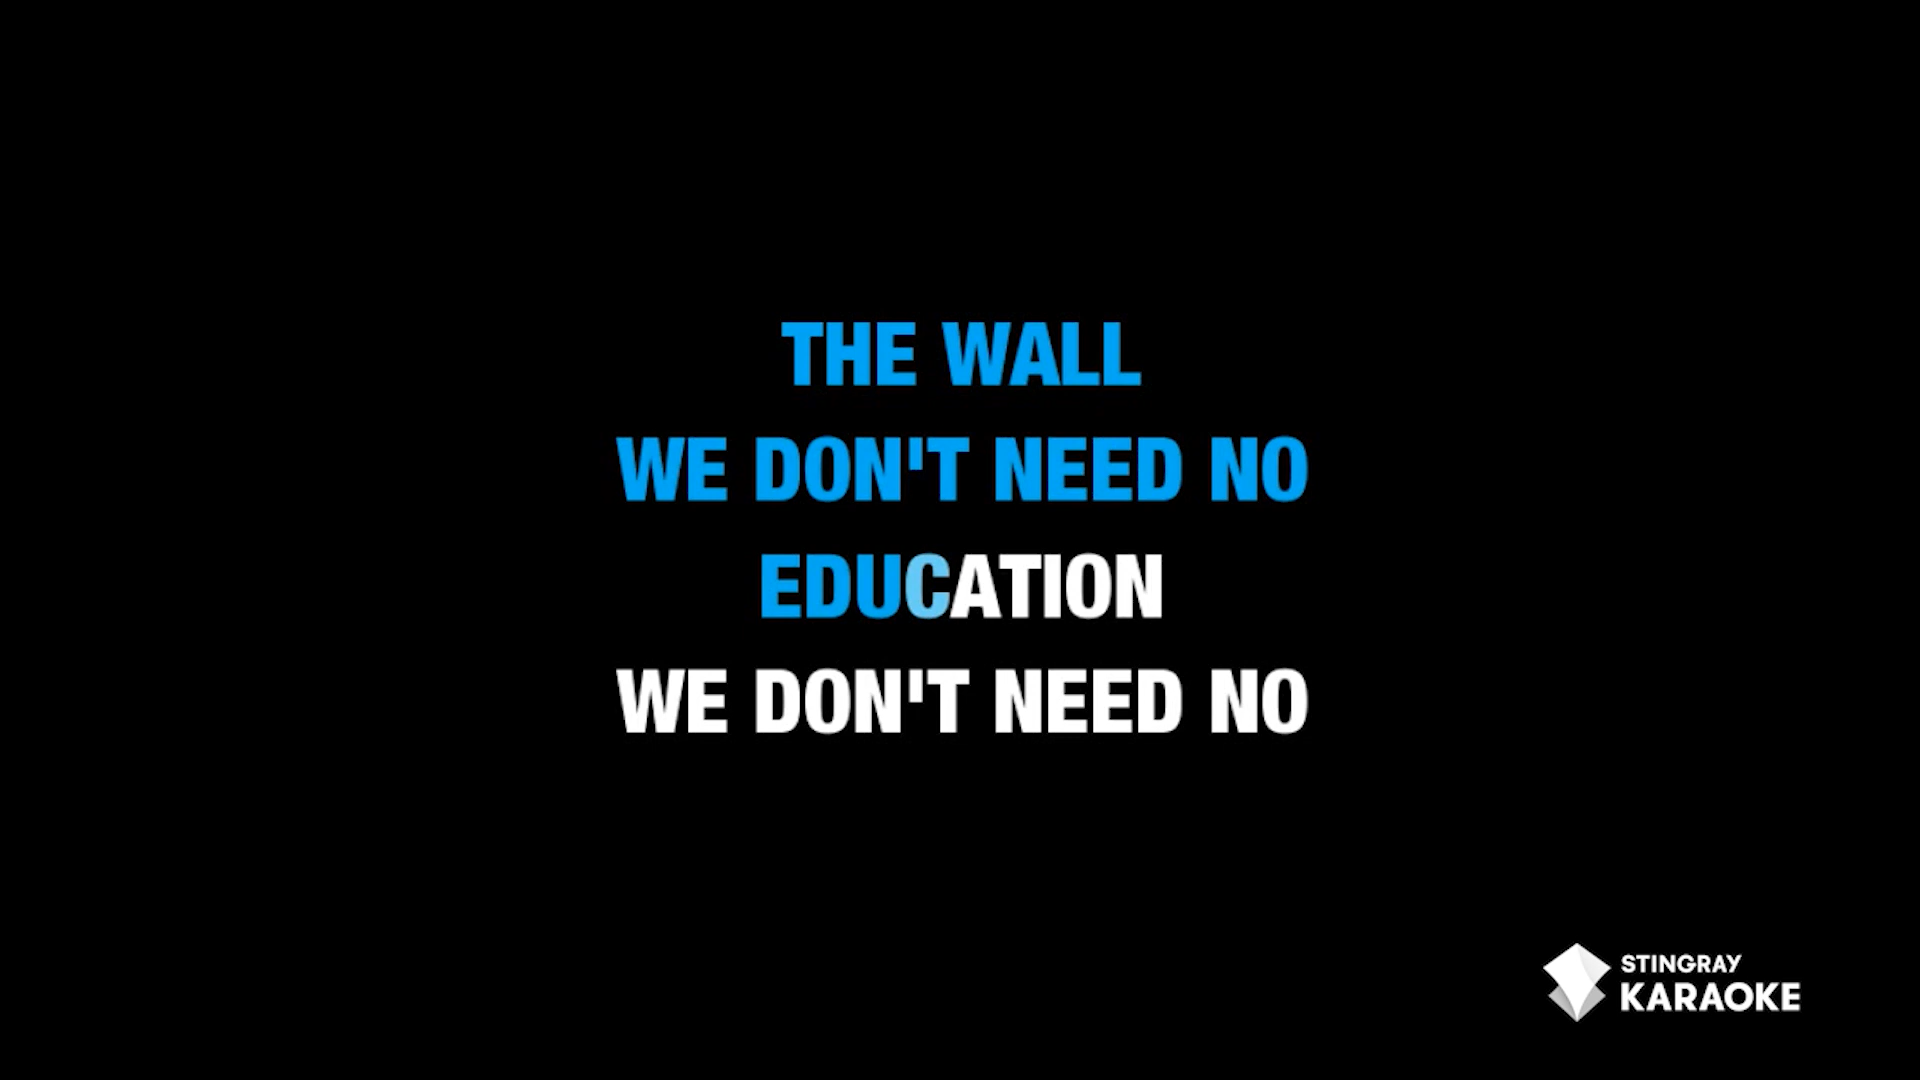 THE WALL
WE DON'T NEED NO
EDUCATION
WE DON'T NEED NO
STINGRAY
KARAOKE